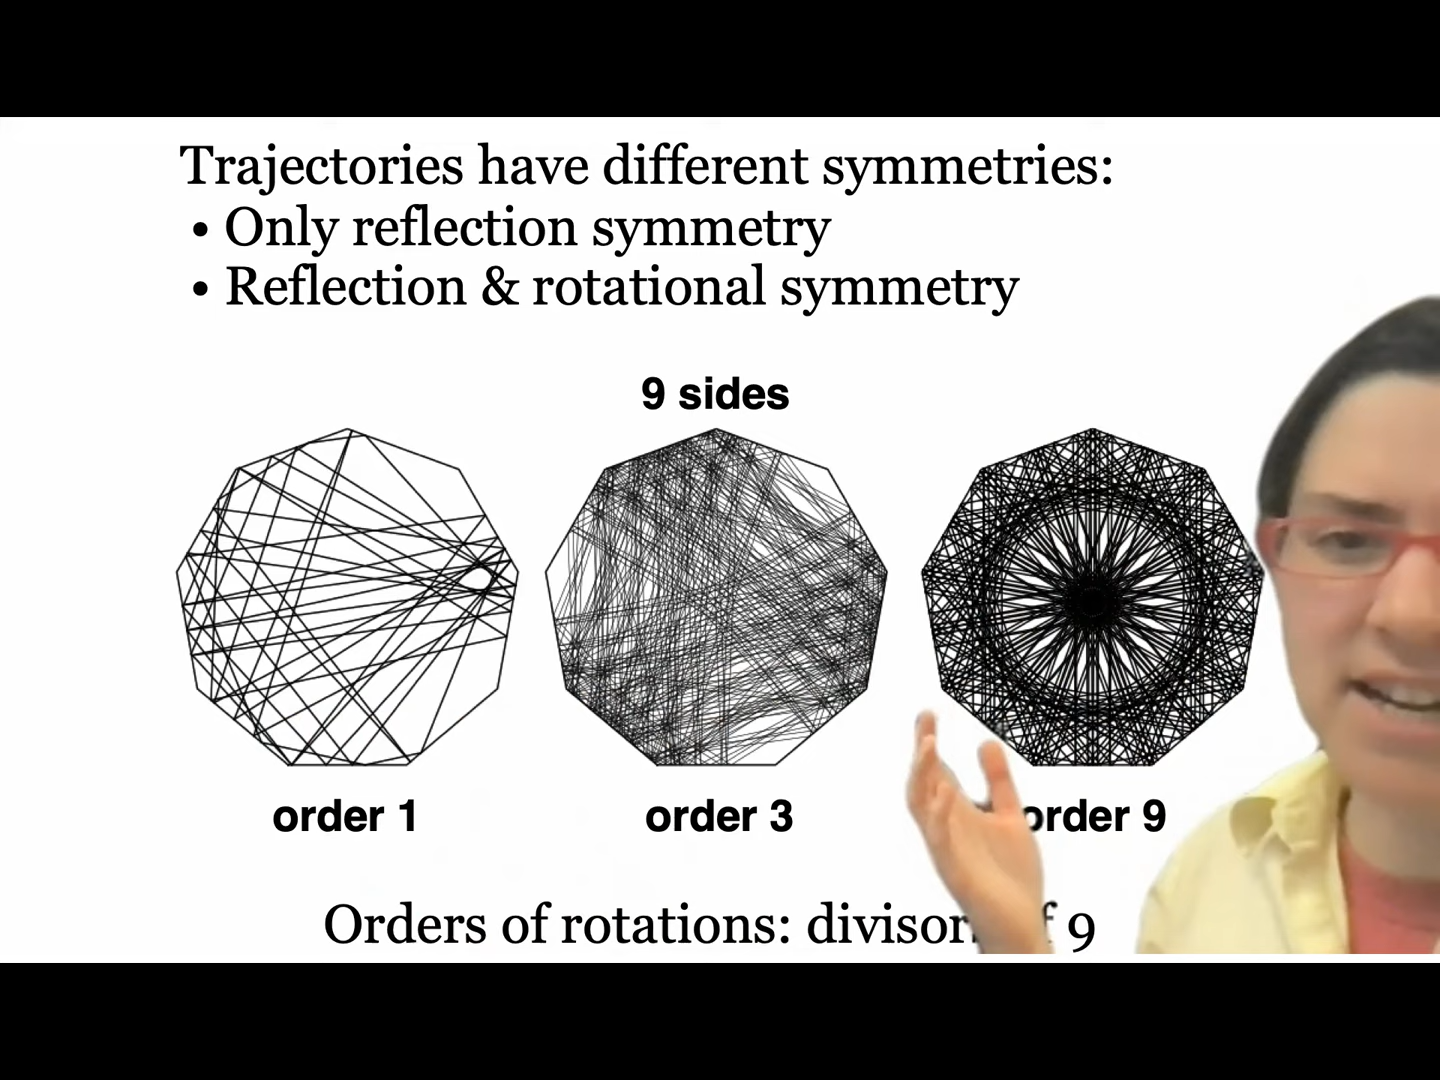 Trajectories have different symmetries:
• Only reflection symmetry
• Reflection & rotational symmetry
9 sides
order 1
order 3
order 9
Orders of rotations: divisor 9